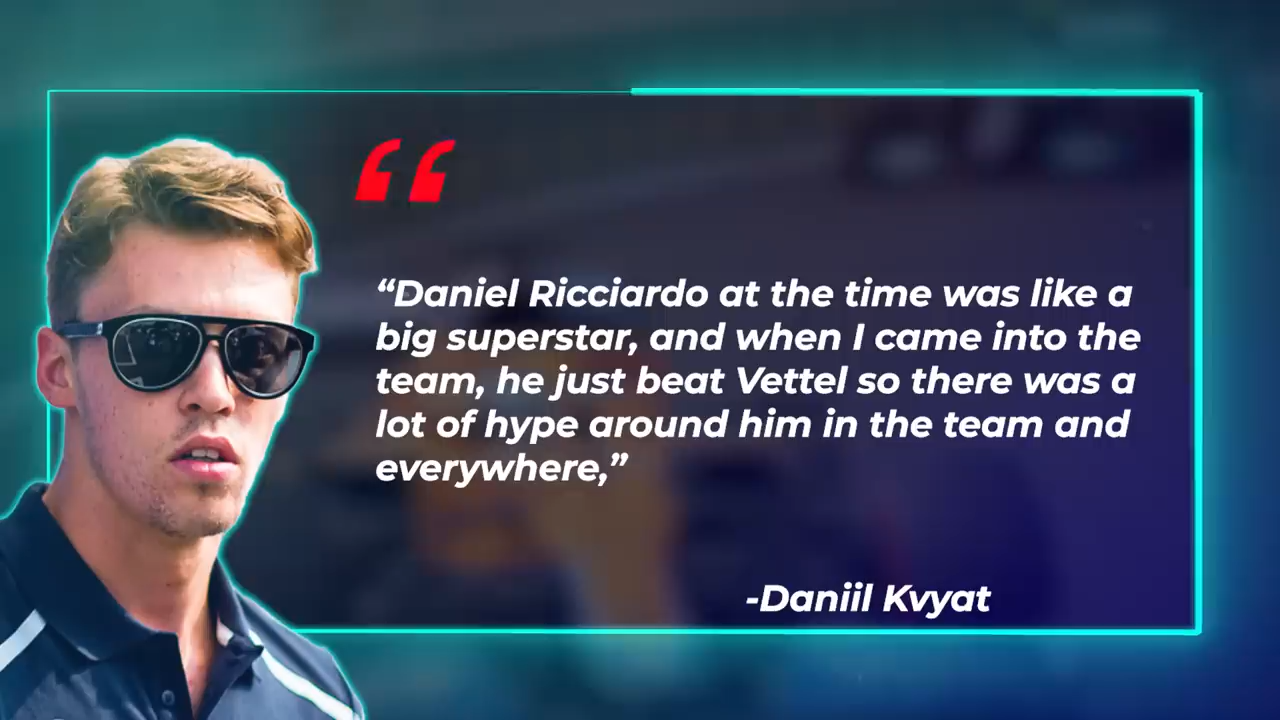 “
“Daniel Ricciardo at the time was like a
big superstar, and when I came into the
team, he just beat Vettel so there was a
lot of hype around him in the team and
everywhere,”
-Daniil Kvyat